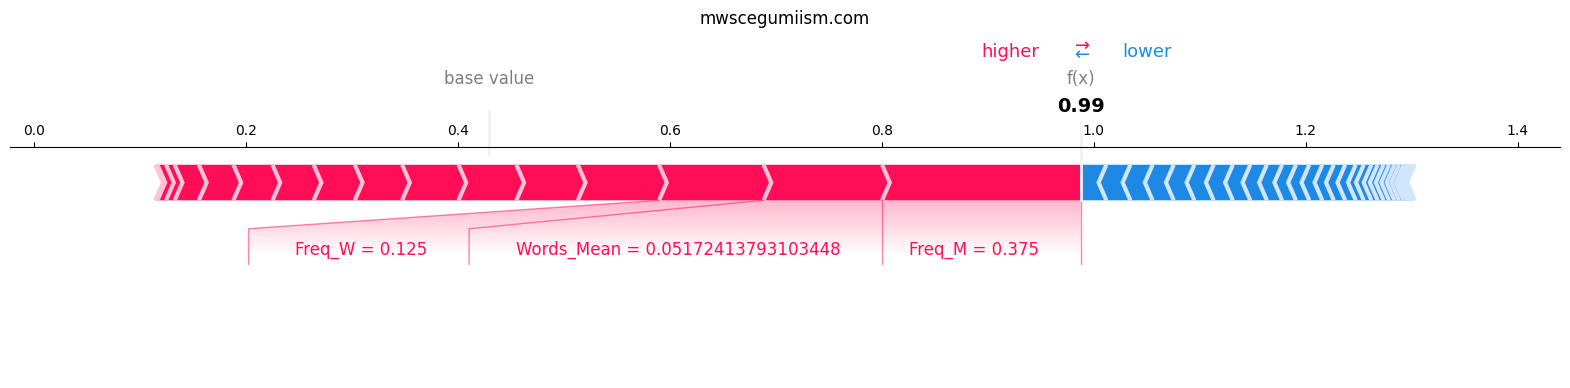 mwscegumiism.com
higher ⇄ lower
base value f(x)
0.99
0.0 0.2 0.4 0.6 0.8 1.0 1.2 1.4
Freq_W = 0.125 Words_Mean = 0.05172413793103448 Freq_M = 0.375